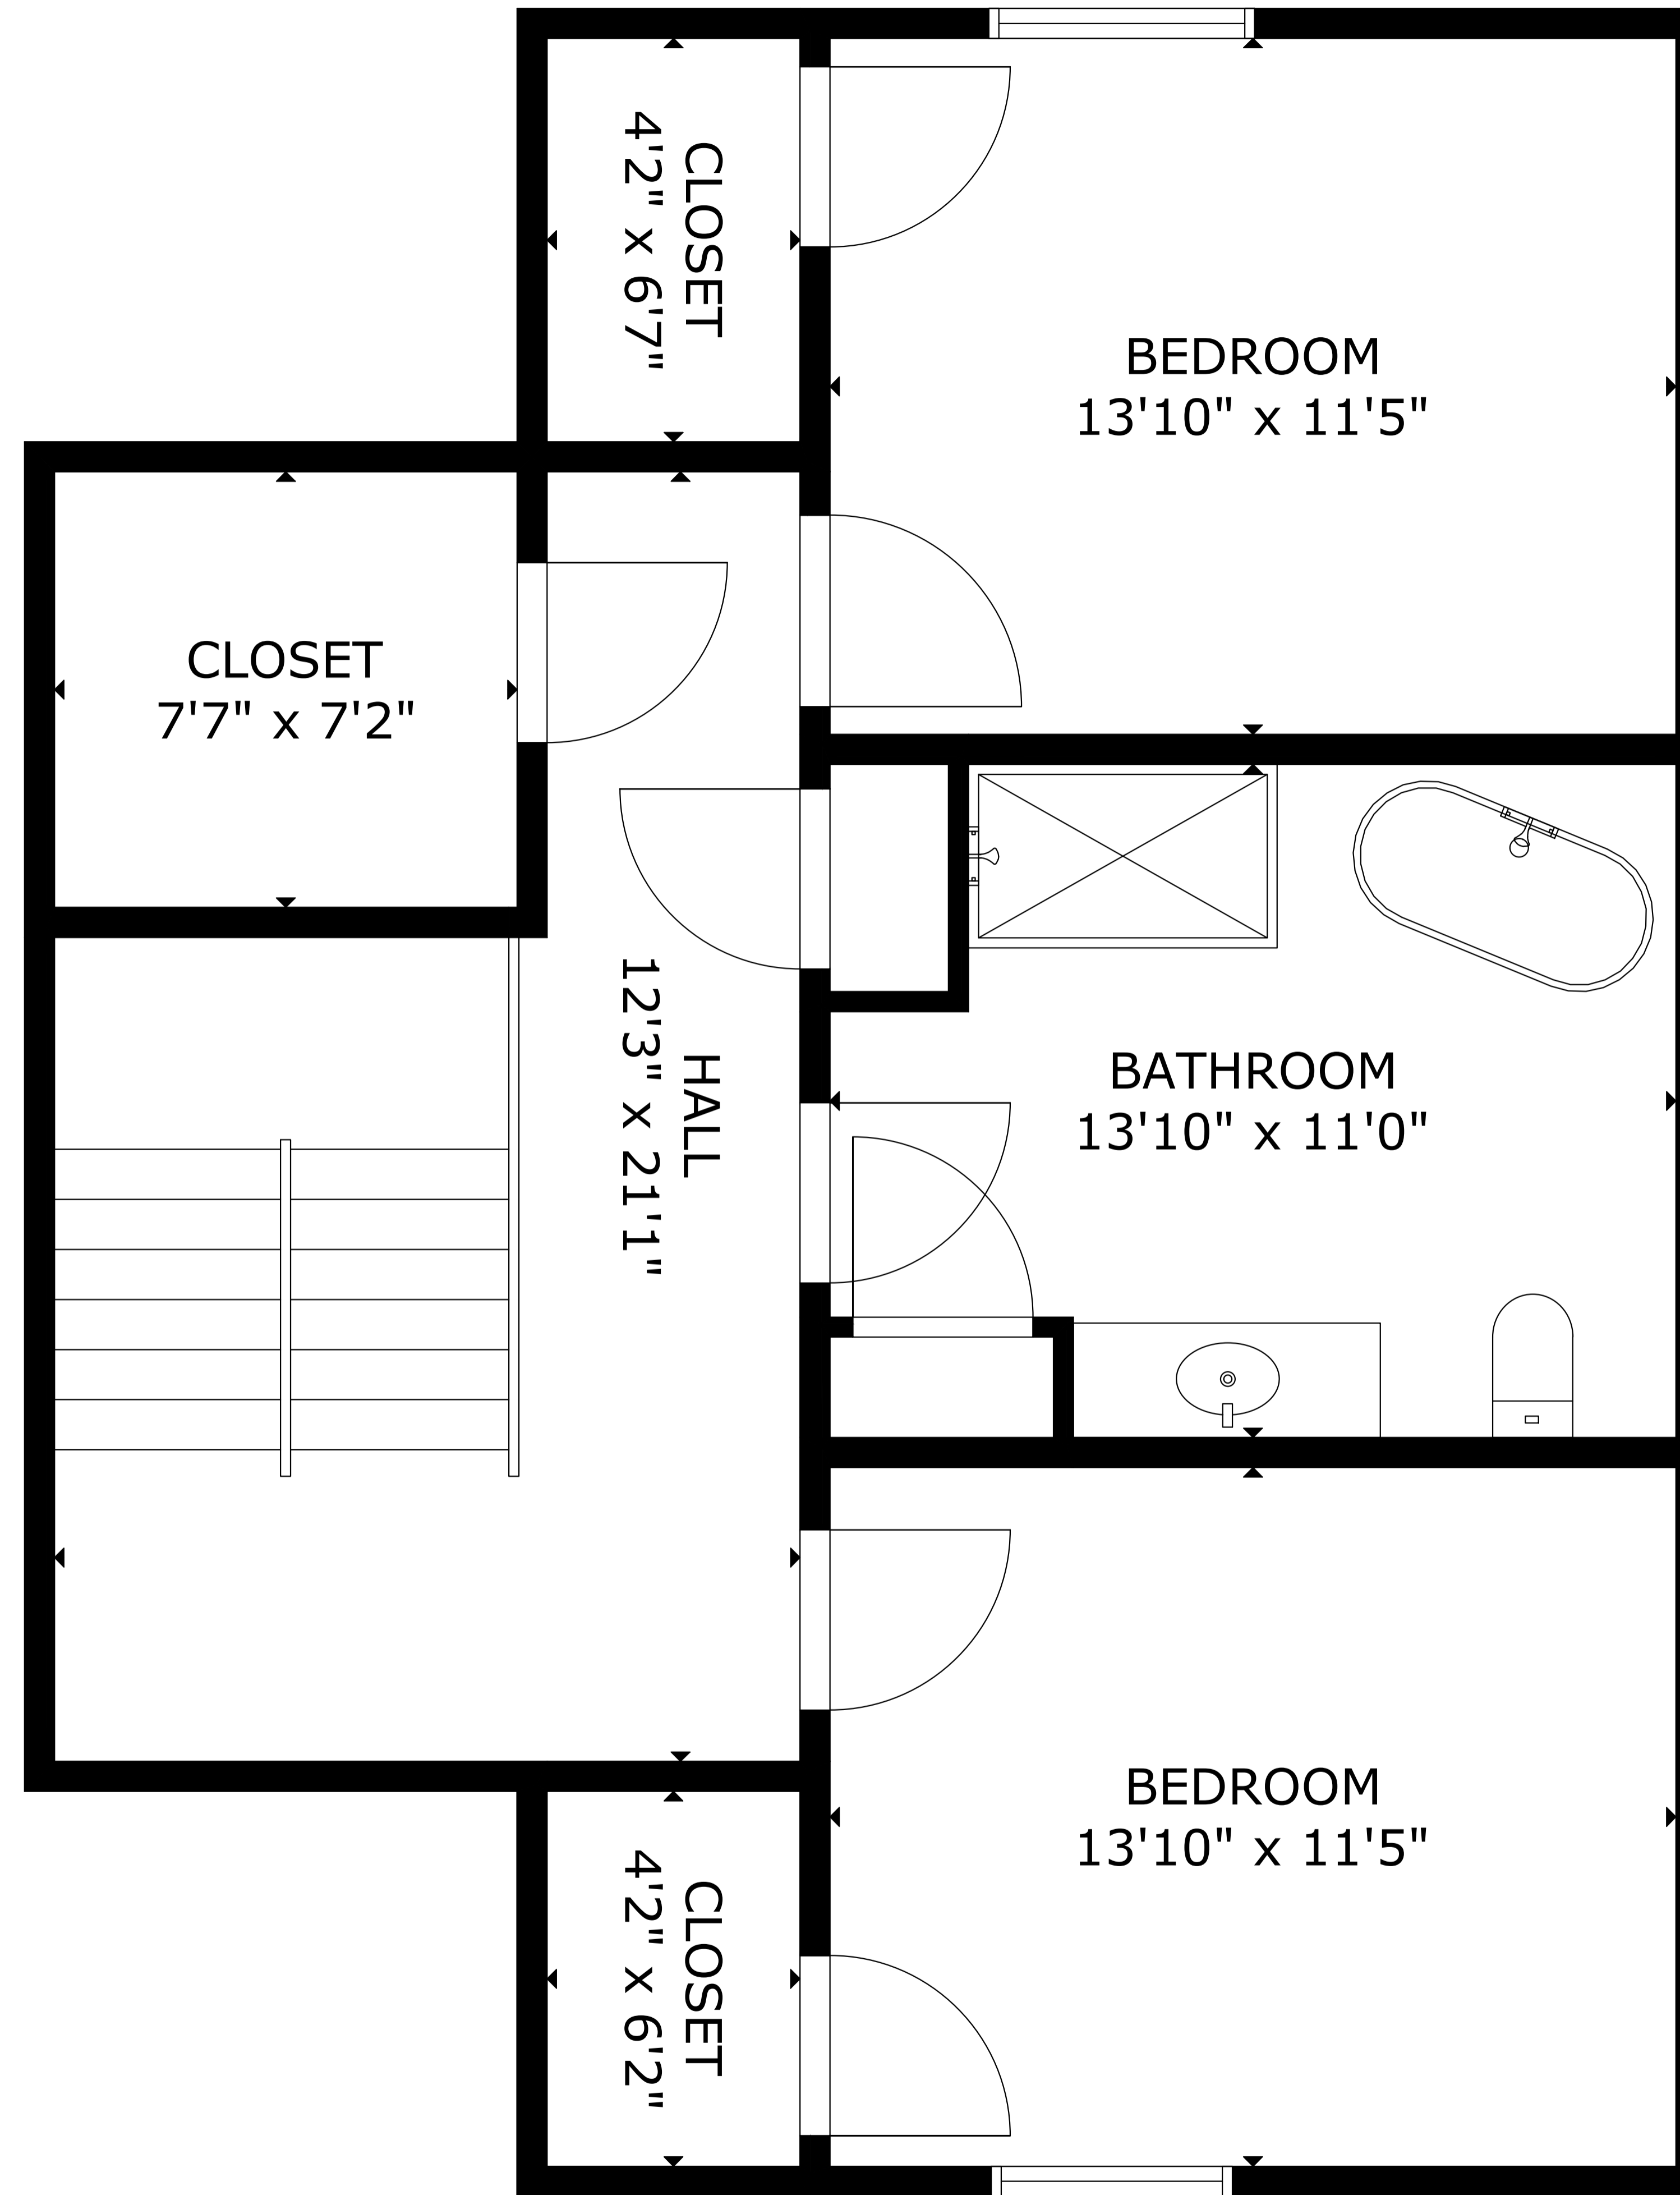 CLOSET
4'2" x 6'7"
BEDROOM
13'10" x 11'5"
CLOSET
7'7" x 7'2"
HALL
12'3" x 21'1"
BATHROOM
13'10" x 11'0"
BEDROOM
13'10" x 11'5"
CLOSET
4'2" x 6'2"